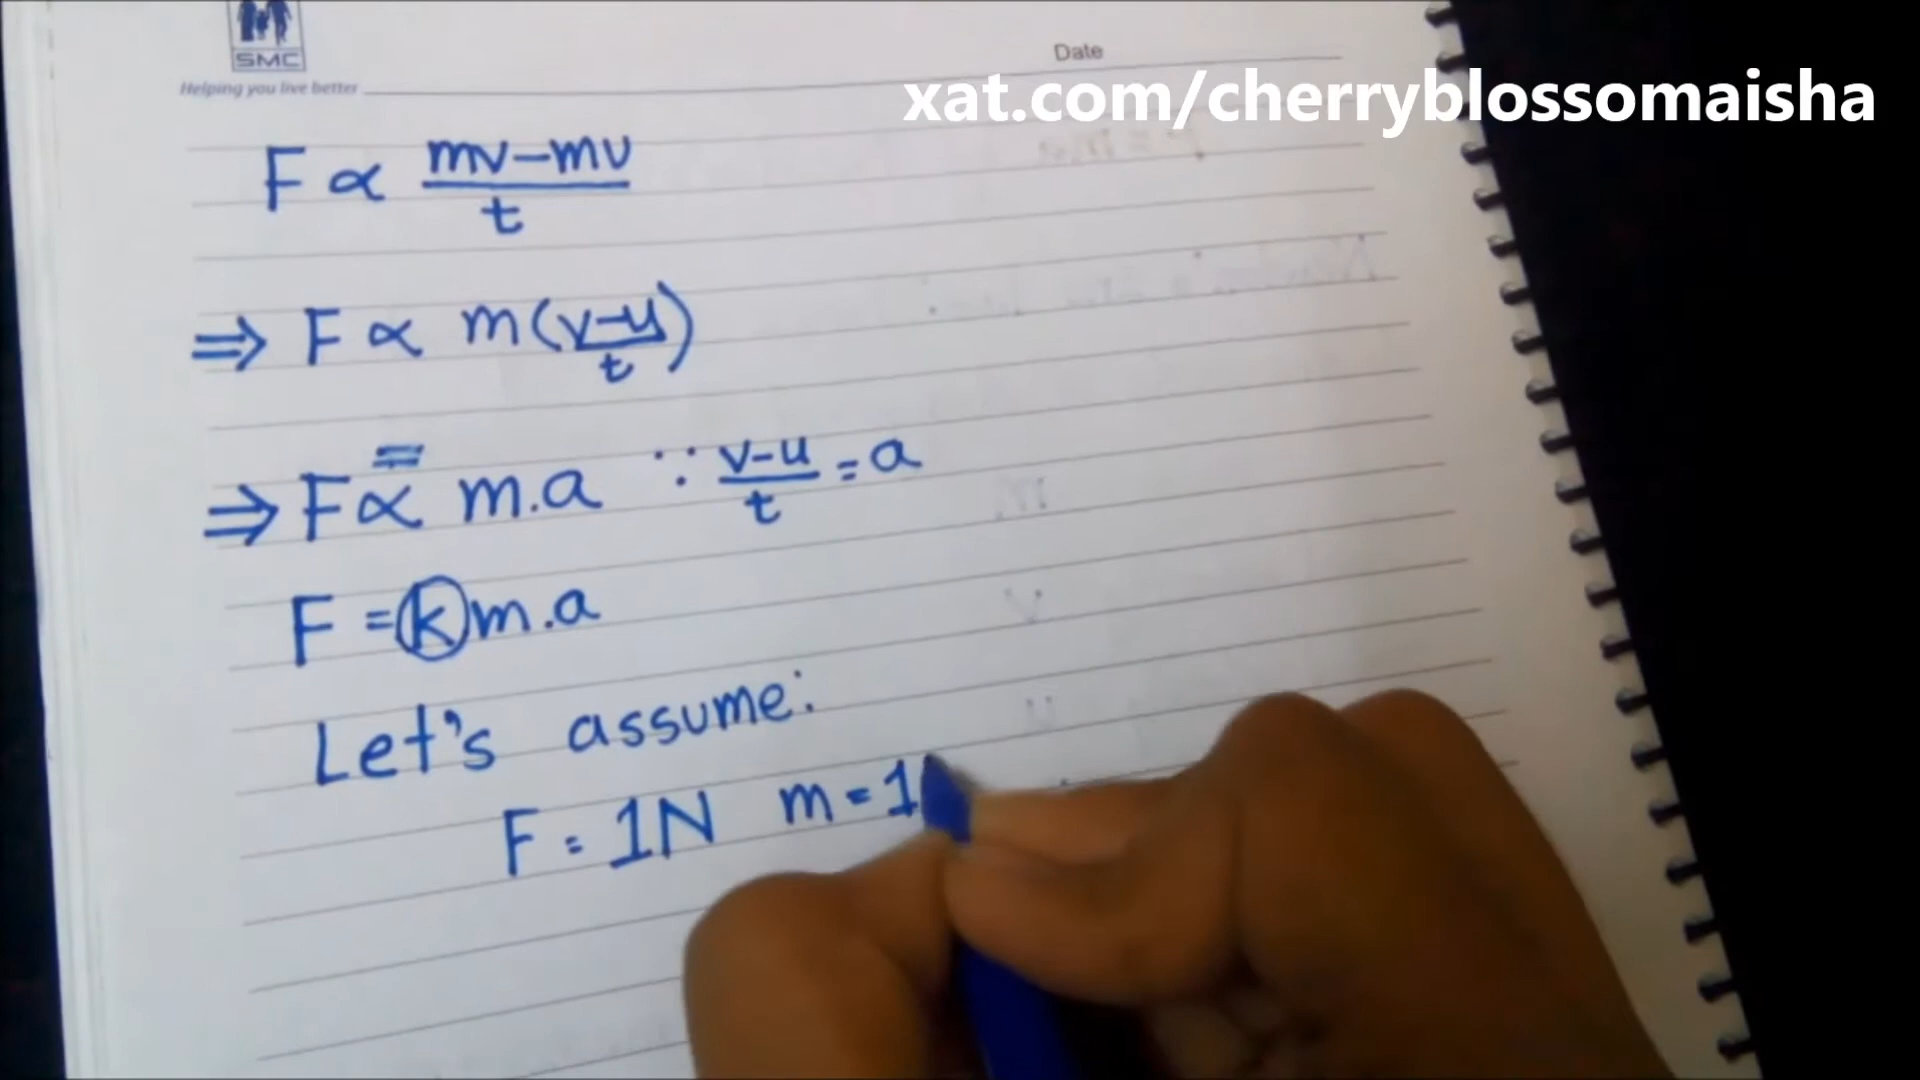 SMC
Helping you live better
Date
xat.com/cherryblossomaisha
F ∝ mv-mu/t
⇒ F ∝ m(v-u/t)
=
⇒ F ∝ m.a ∵ v-u/t = a
F = k m.a
Let's assume:
F = 1N m = 1